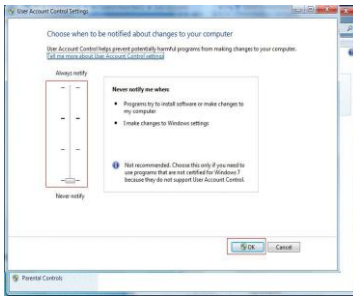 User Account Control Settings
Choose when to be notified about changes to your computer
User Account Control helps prevent potentially harmful programs from making changes to your computer.
Tell me more about User Account Control settings
Always notify
Never notify me when:
• Programs try to install software or make changes to
my computer
• I make changes to Windows settings
Not recommended. Choose this only if you need to
use programs that are not certified for Windows 7
because they do not support User Account Control.
Never notify
OK
Cancel
Parental Controls